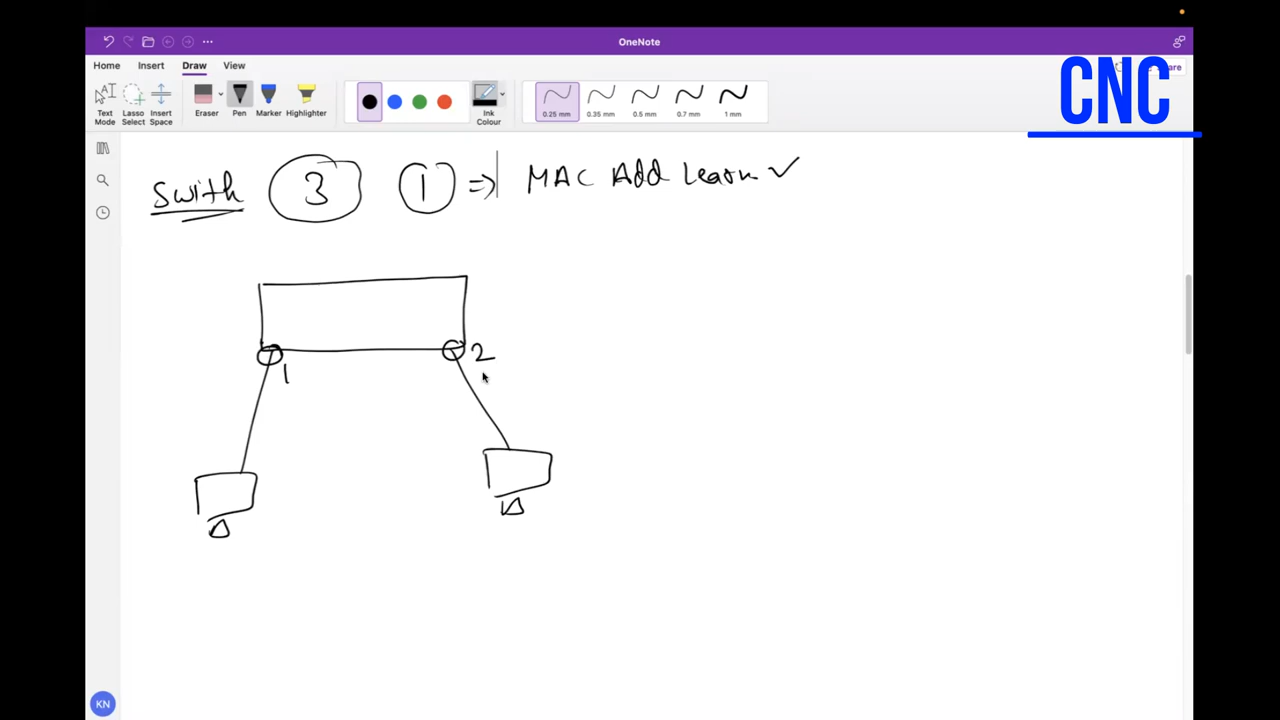 OneNote
Home Insert Draw View
Text Mode Lasso Select Insert Space Eraser Pen Marker Highlighter Ink Colour 0.25 mm 0.35 mm 0.5 mm 0.7 mm 1 mm
CNC
Swith 3 1 => MAC Add Learn ✓
1 2
KN